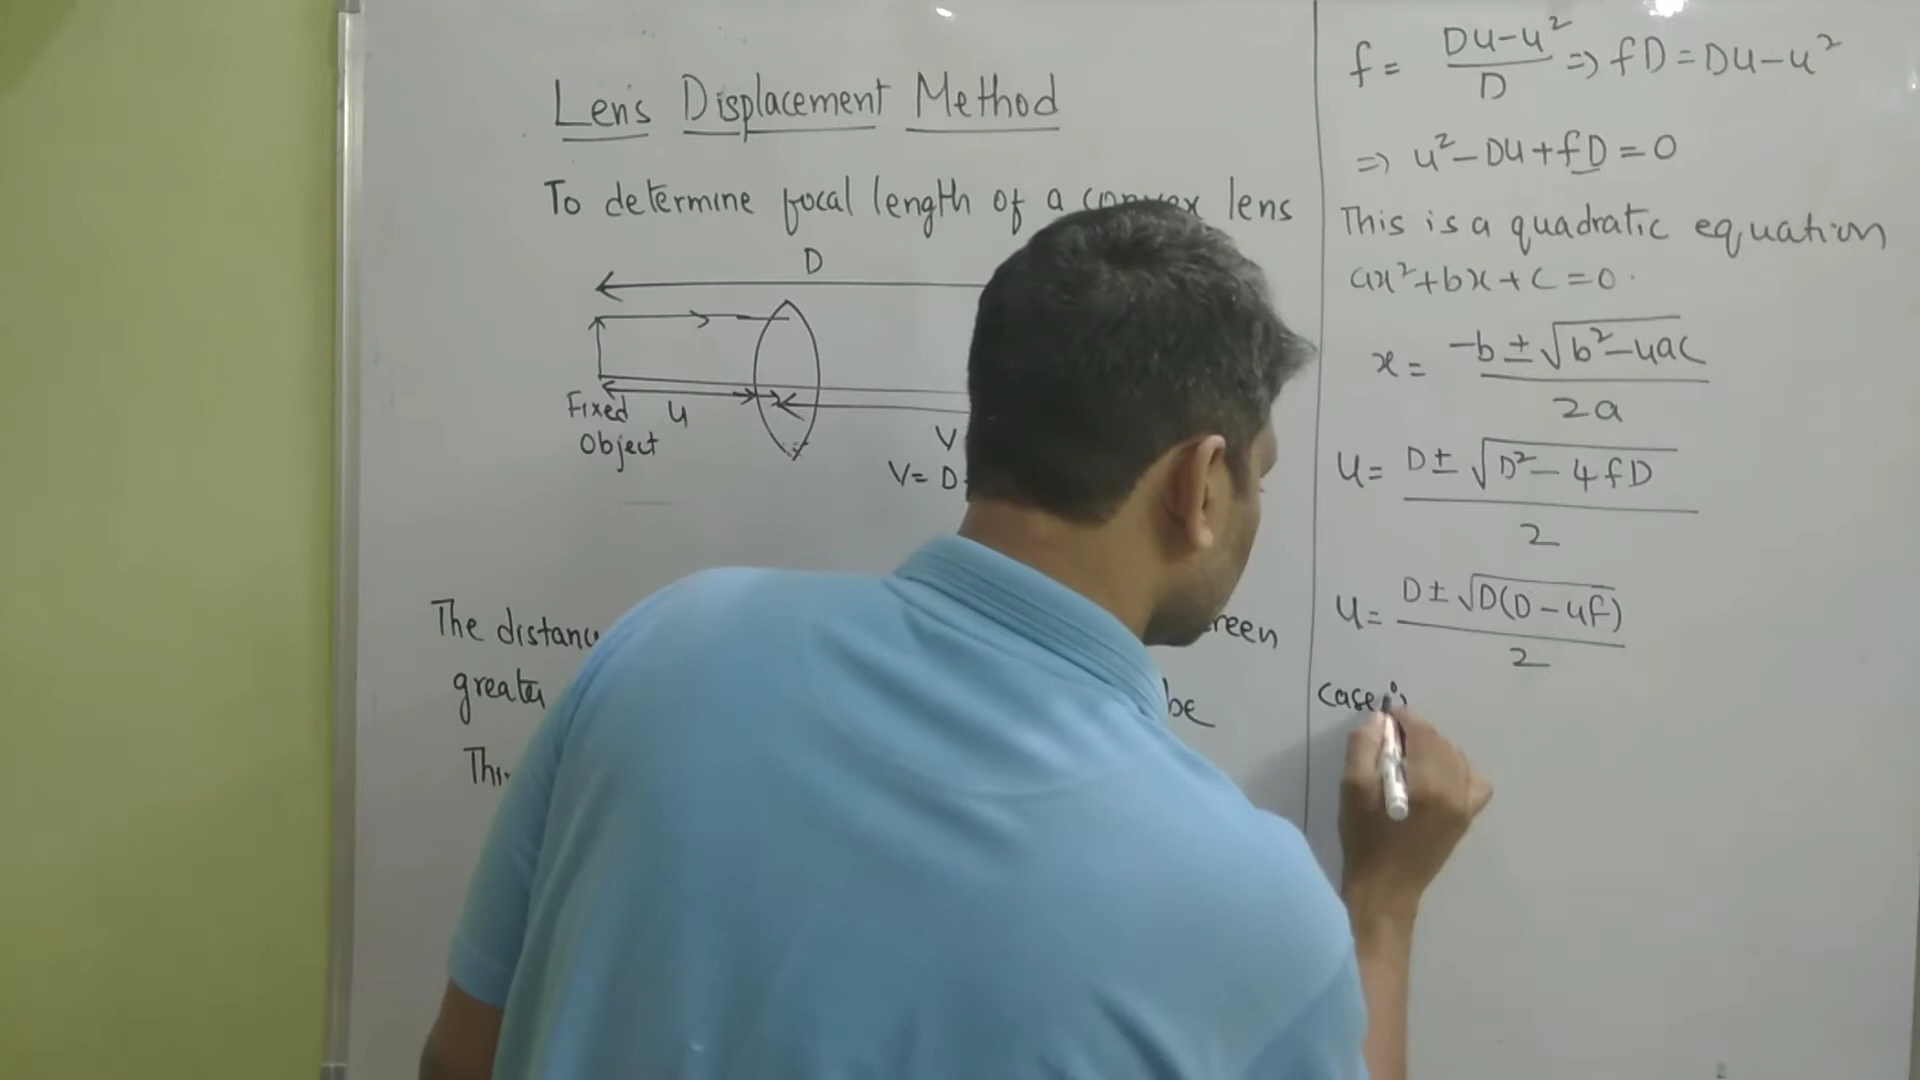 Lens Displacement Method
To determine focal length of a convex lens
D
Fixed
Object
u
V
V= D
The distanc
reen
greater
be
f = Du-u² / D => fD = Du-u²
=> u² - Du + fD = 0
This is a quadratic equation
ax² + bx + c = 0.
x = -b ± √b² - 4ac / 2a
u = D ± √D² - 4fD / 2
u = D ± √D(D - 4f) / 2
Case